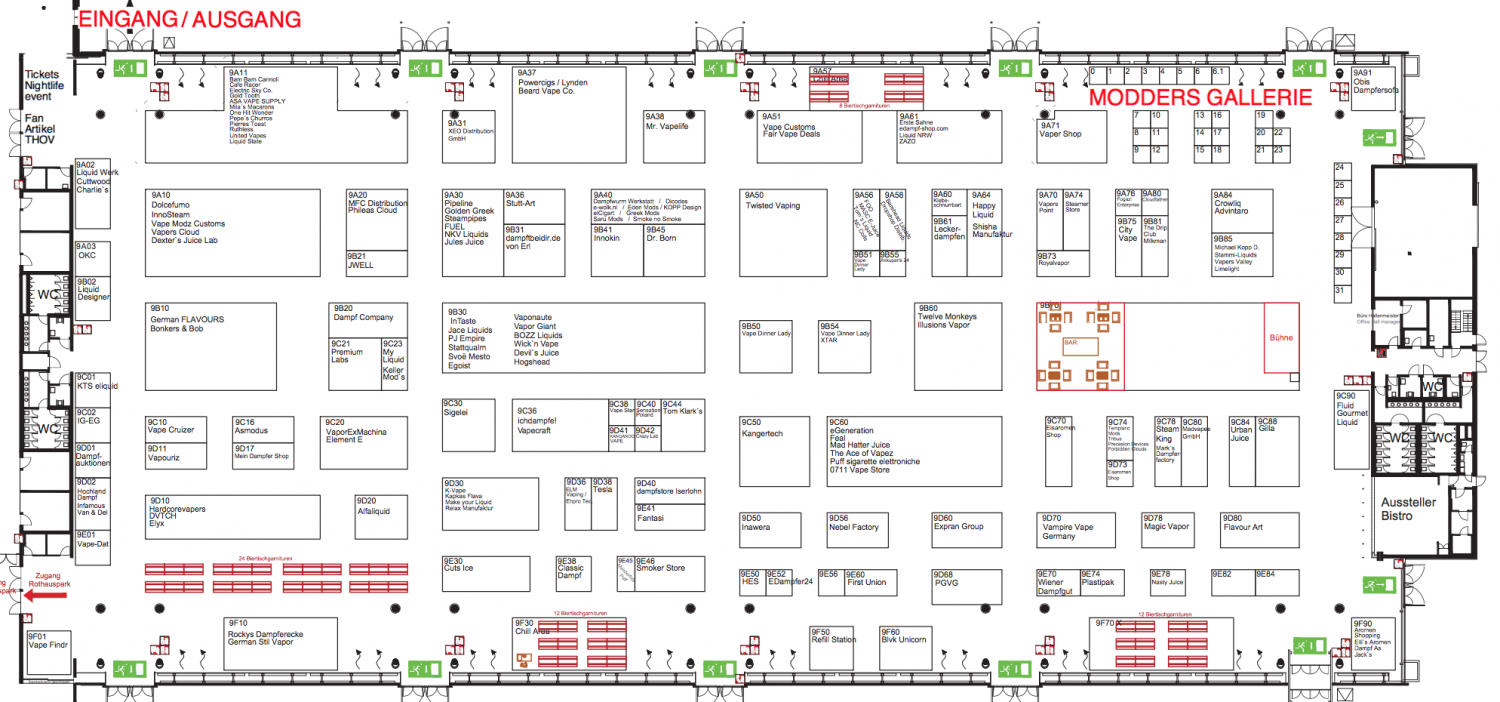 EINGANG / AUSGANG
Tickets
Nightlife
event
Fan
Artikel
THOV
9A11
Bam Bam Cannoli
Cafe Racer
Electric Sky Co.
Gold Tooth
ASA VAPE SUPPLY
Mila´s Macarons
One Hit Wonder
Pepe´s Churros
Pierres Toast
Ruthless
United Vapes
Liquid State
9A31
XEO Distribution
GmbH
9A37
Powercigs / Lynden
Beard Vape Co.
9A38
Mr. Vapelife
9A57
8 Biertischgarnituren
9A51
Vape Customs
Fair Vape Deals
9A61
Erste Sahne
edampf-shop.com
Liquid NRW
ZAZO
9A71
Vaper Shop
0 1 2 3 4 5 6 6.1
MODDERS GALLERIE
7 10 13 16 19
8 11 14 17 20 22
9 12 15 18 21 23
9A91
Obis
Dampfersofa
9A02
Liquid Werk
Cuttwood
Charlie´s
9A03
OKC
9B02
Liquid
Designer
9A10
Dolcefumo
InnoSteam
Vape Modz Customs
Vapers Cloud
Dexter´s Juice Lab
9A20
MFC Distribution
Phileas Cloud
9B21
JWELL
9A30
Pipeline
Golden Greek
Steampipes
FUEL
NKV Liquids
Jules Juice
9A36
Stutt-Art
9B31
dampftbeidir.de
von Erl
9A40
Dampfwurm Werkstatt / Dicodes
e-wolk.nl / Eden Mods / KOPP Design
elCigart / Greek Mods
Saru Mods / Smoke no Smoke
9B41
Innokin
9B45
Dr. Born
9A50
Twisted Vaping
9A56
9A58
9B51
Vape
Dinner
Lady
9B55
9A60
Klebe-
schnurrbart
9B61
Lecker-
dampfen
9A64
Happy
Liquid
Shisha
Manufaktur
9A70
Vapers
Point
9A74
Steamer
Store
9B73
Royalvapor
9A76
Fogazi
Enterprise
9A80
Cloudfather
9B75
City
Vape
9B81
The Drip
Club
Milkman
9A84
Crowliq
Advintaro
9B85
Michael Kopp D.
Stammi-Liquids
Vapers Valley
Limelight
24
25
26
27
28
29
30
31
WC
9B10
German FLAVOURS
Bonkers & Bob
9B20
Dampf Company
9C21
Premium
Labs
9C23
My
Liquid
Keller
Mod´s
9B30
InTaste
Jace Liquids
PJ Empire
Stattqualm
Svoë Mesto
Egoist
Vaponaute
Vapor Giant
BOZZ Liquids
Wick´n Vape
Devil´s Juice
Hogshead
9B50
Vape Dinner Lady
9B54
Vape Dinner Lady
XTAR
9B60
Twelve Monkeys
Illusions Vapor
9B70
BAR
Bühne
Büro Hallenmeister
Office hall manager
9C01
KTS eliquid
9C02
IG-EG
9D01
Dampf-
auktionen
9D02
Hochland
Dampf
Infamous
Van & Del
9E01
Vape-Dat
WC
9C10
Vape Cruizer
9D11
Vapouriz
9C16
Asmodus
9D17
Mein Dampfer Shop
9C20
VaporExMachina
Element E
9C30
Sigelei
9C36
ichdampfe!
Vapecraft
9C38
9C40
Sensation
Poland
9C44
Tom Klark´s
9D41
VAPE
9D42
Crazy Lab
9C50
Kangertech
9C60
eGeneration
Feal
Mad Hatter Juice
The Ace of Vapez
Puff sigarette elettroniche
0711 Vape Store
9C70
Elsaromen
Shop
9C74
Templario
Mods
Tribus
Precession Devices
Forbidden Clouds
9D73
Elsaromen
Shop
9C78
Steam
King
Mark´s
Dampfer
factory
9C80
Madvapes
GmbH
9C84
Urban
Juice
9C88
Gilla
9C90
Fluid
Gourmet
Liquid
WC
WC
WC
9D10
Hardcorevapers
DVTCH
Elyx
9D20
Alfaliquid
9D30
K-Vape
Kapkas Flava
Make your Liquid
Relax Manufaktur
9D36
ELM
Vaping /
Ehpro Tec
9D38
Tesla
9D40
dampfstore Iserlohn
9E41
Fantasi
9D50
Inawera
9D56
Nebel Factory
9D60
Expran Group
9D70
Vampire Vape
Germany
9D78
Magic Vapor
9D80
Flavour Art
Aussteller
Bistro
24 Biertischgarnituren
9E30
Cuts Ice
9E38
Classic
Dampf
9E45
9E46
Smoker Store
9E50
HES
9E52
EDampfer24
9E56
9E60
First Union
9D68
PGVG
9E70
Wiener
Dampfgut
9E74
Plastipak
9E78
Nasty Juice
9E82
9E84
Zugang
Rothauspark
9F01
Vape Findr
9F10
Rockys Dampferecke
German Stil Vapor
12 Biertischgarnituren
9F30
Chill Area
9F50
Refill Station
9F60
Blvk Unicorn
12 Biertischgarnituren
9F70
9F90
Aromen
Shopping
Elli´s Aromen
Dampf As
Jack´s